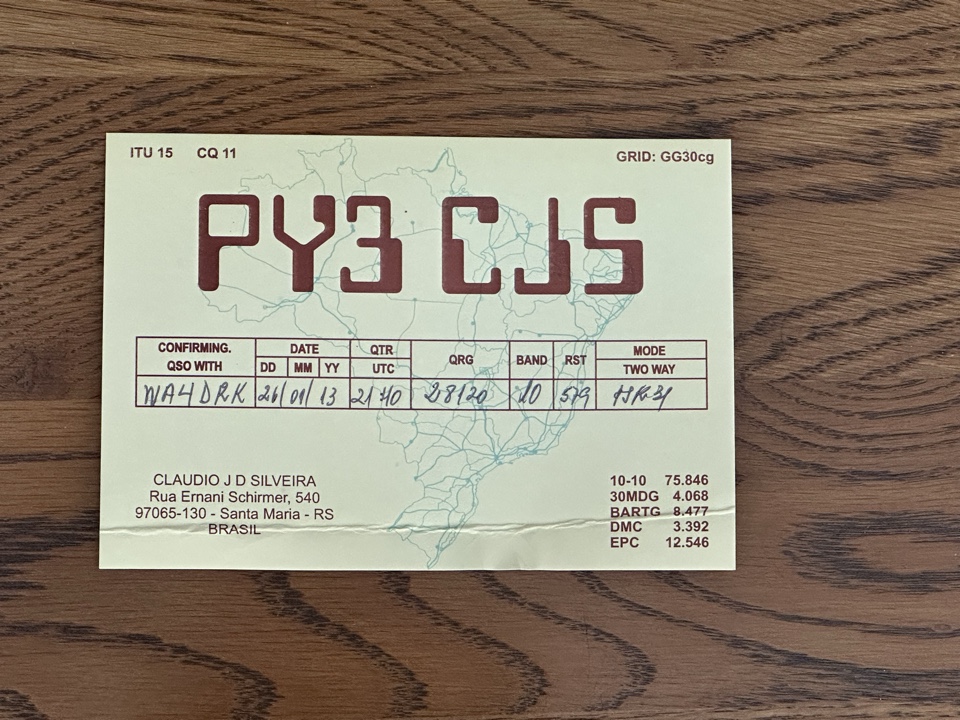 ITU 15 CQ 11
GRID: GG30cg
PY3 CJS
CONFIRMING. QSO WITH
DATE
DD MM YY
QTR
UTC
QRG
BAND
RST
MODE
TWO WAY
WA4DRK 26/01/13 2140 28120 10 579
CLAUDIO J D SILVEIRA
Rua Ernani Schirmer, 540
97065-130 - Santa Maria - RS
BRASIL
10-10 75.846
30MDG 4.068
BARTG 8.477
DMC 3.392
EPC 12.546